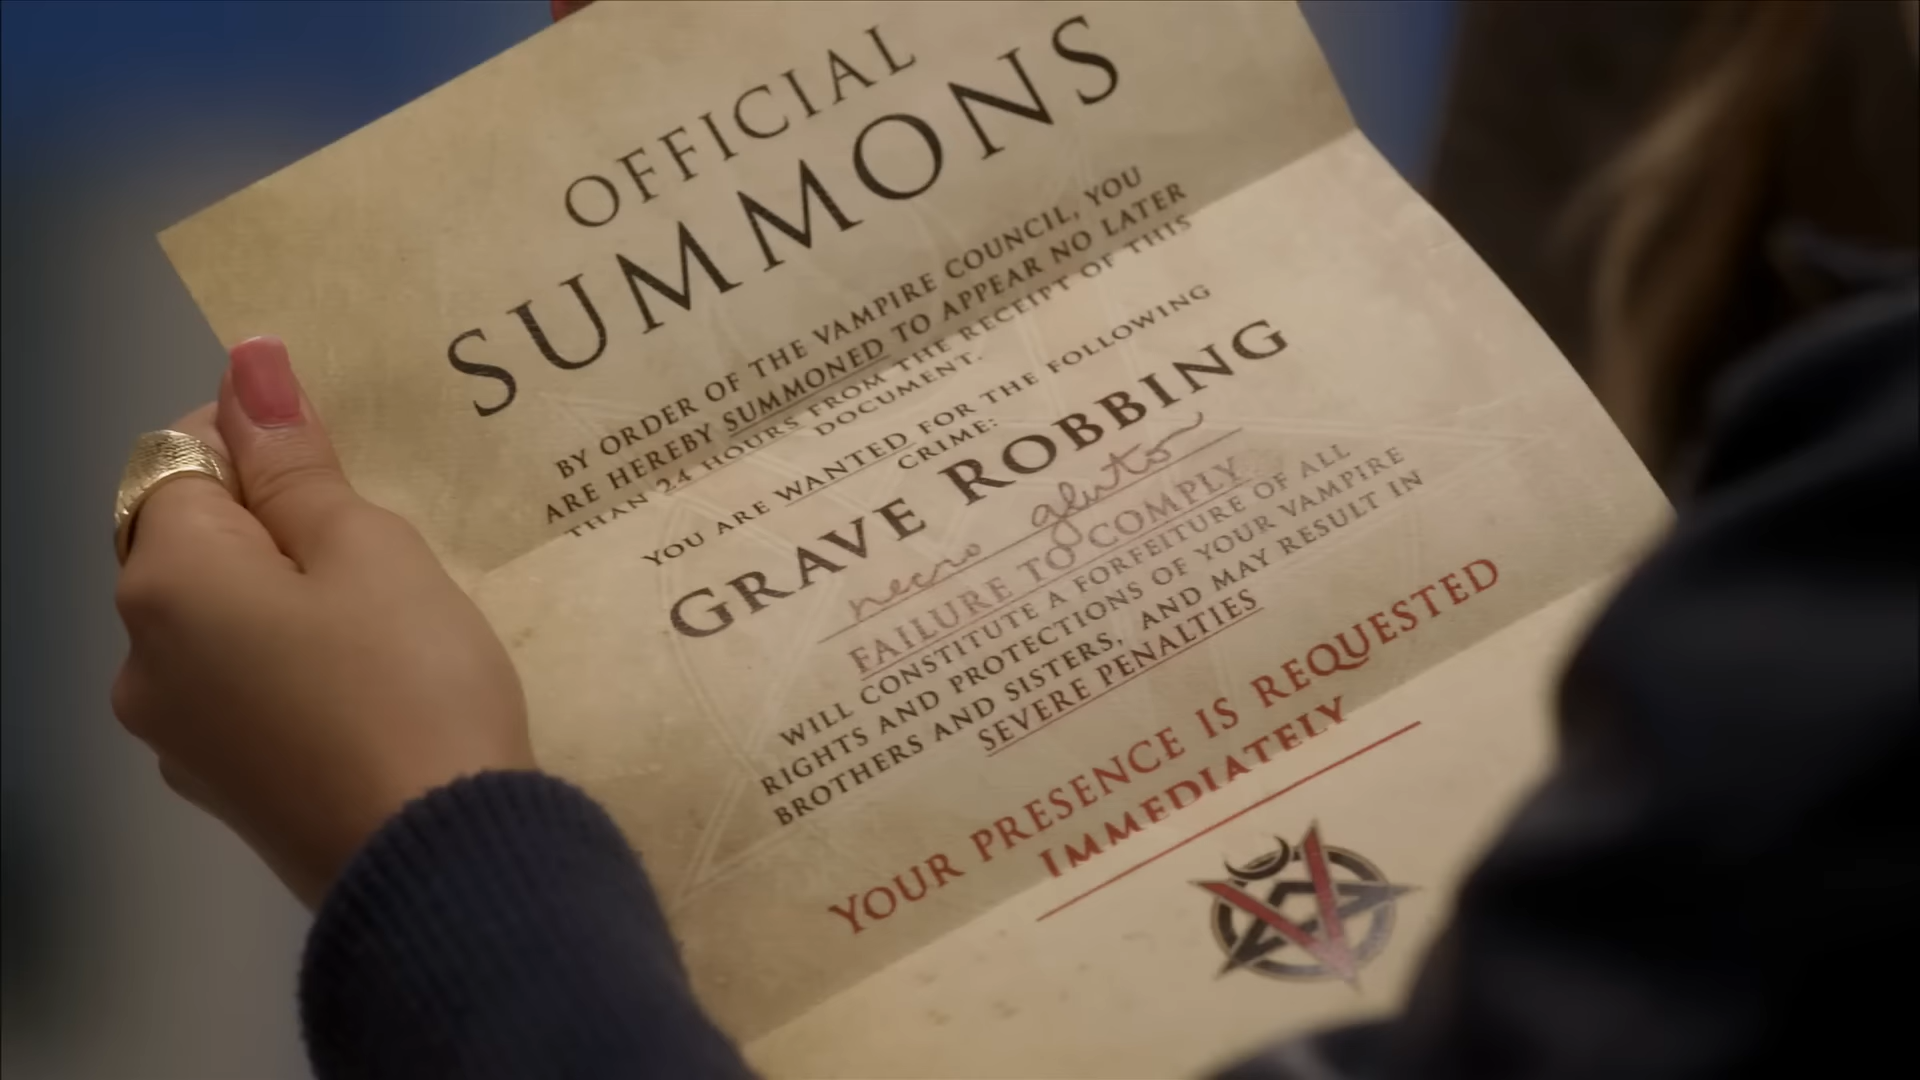 OFFICIAL
SUMMONS
BY ORDER OF THE VAMPIRE COUNCIL, YOU
ARE HEREBY SUMMONED TO APPEAR NO LATER
THAN 24 HOURS FROM THE RECEIPT OF THIS
DOCUMENT.
YOU ARE WANTED FOR THE FOLLOWING
CRIME:
GRAVE ROBBING
necro gluto
FAILURE TO COMPLY
WILL CONSTITUTE A FORFEITURE OF ALL
RIGHTS AND PROTECTIONS OF YOUR VAMPIRE
BROTHERS AND SISTERS, AND MAY RESULT IN
SEVERE PENALTIES
YOUR PRESENCE IS REQUESTED
IMMEDIATELY
V